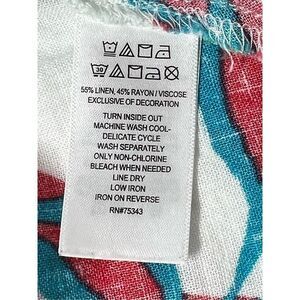 30
55% LINEN, 45% RAYON / VISCOSE
EXCLUSIVE OF DECORATION
TURN INSIDE OUT
MACHINE WASH COOL-
DELICATE CYCLE
WASH SEPARATELY
ONLY NON-CHLORINE
BLEACH WHEN NEEDED
LINE DRY
LOW IRON
IRON ON REVERSE
RN#75343